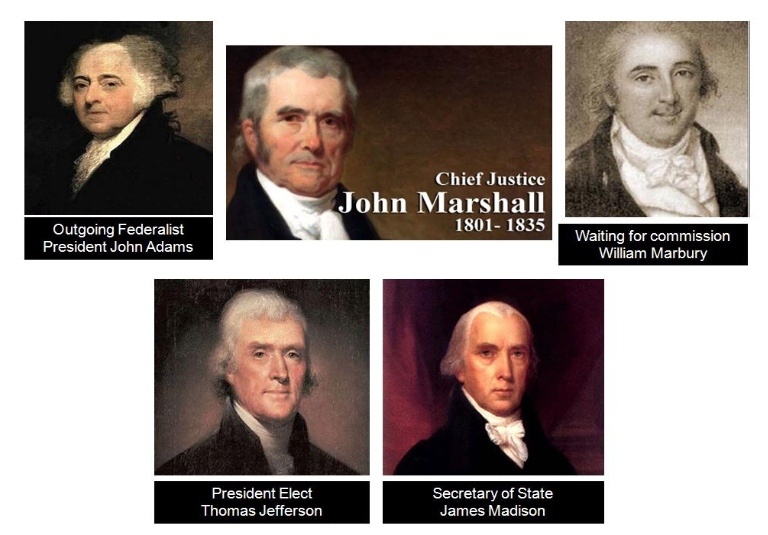 Chief Justice
John Marshall
1801- 1835
Outgoing Federalist
President John Adams
Waiting for commission
William Marbury
President Elect
Thomas Jefferson
Secretary of State
James Madison